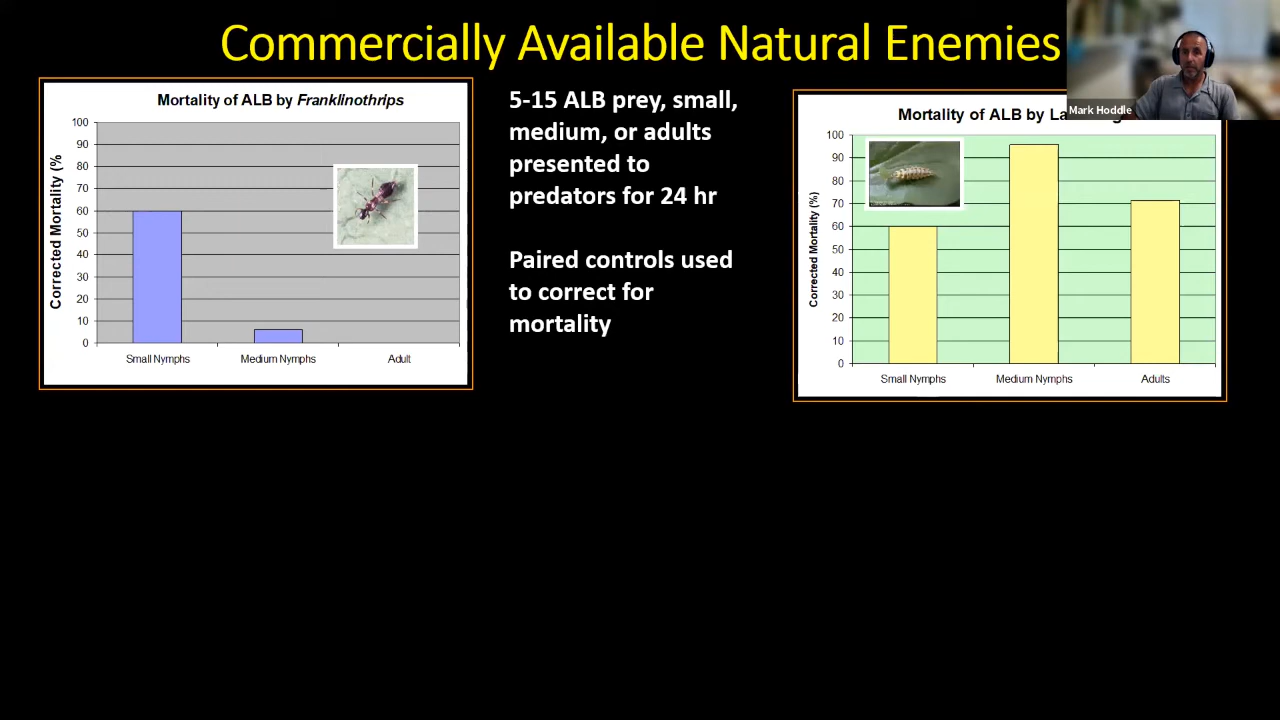 Commercially Available Natural Enemies
Mark Hoddle
Mortality of ALB by Franklinothrips
Corrected Mortality (%
100
90
80
70
60
50
40
30
20
10
0
Small Nymphs
Medium Nymphs
Adult
5-15 ALB prey, small,
medium, or adults
presented to
predators for 24 hr
Paired controls used
to correct for
mortality
Mortality of ALB by
Corrected Mortality (%)
100
90
80
70
60
50
40
30
20
10
0
Small Nymphs
Medium Nymphs
Adults